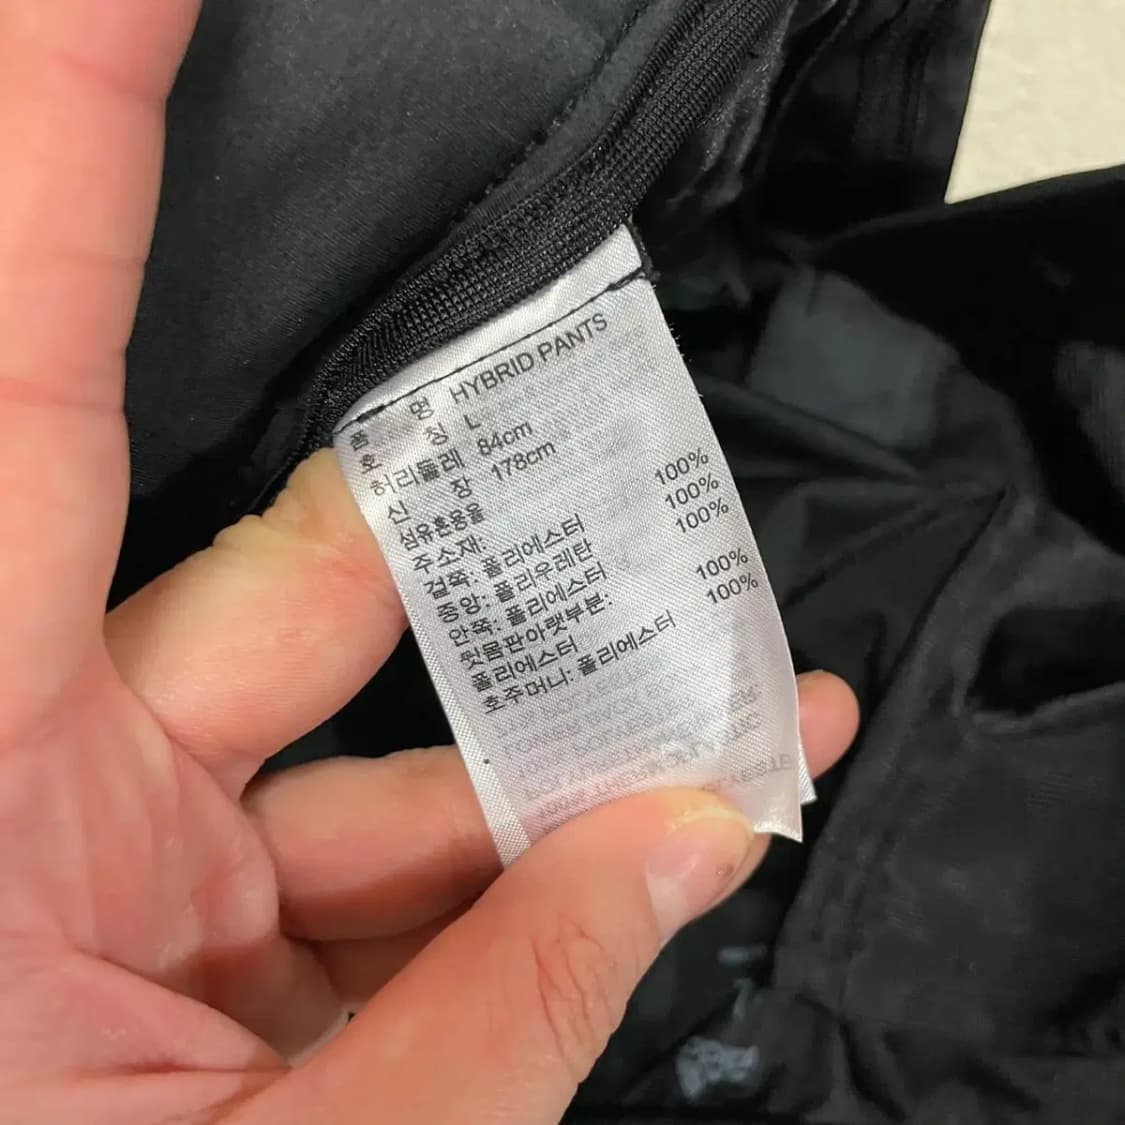 품 명 HYBRID PANTS
호 칭 L
허리둘레 84cm
신 장 178cm
섬유혼용율
주소재:
겉쪽: 폴리에스터 100%
중앙: 폴리우레탄 100%
안쪽: 폴리에스터 100%
뒷몸판아랫부분:
폴리에스터 100%
호주머니: 폴리에스터 100%